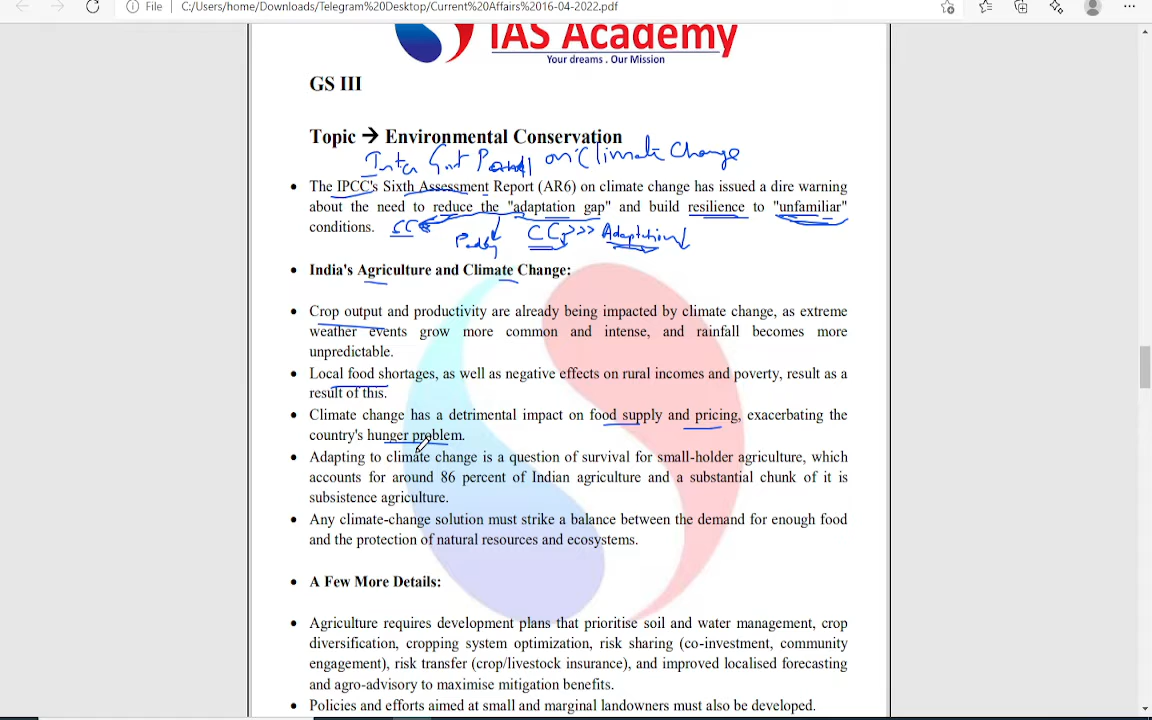 File | C:/Users/home/Downloads/Telegram%20Desktop/Current%20Affairs%2016-04-2022.pdf
IAS Academy
Your dreams . Our Mission
GS III
Topic → Environmental Conservation
Inter Govt Panel on Climate Change
• The IPCC's Sixth Assessment Report (AR6) on climate change has issued a dire warning
about the need to reduce the "adaptation gap" and build resilience to "unfamiliar"
conditions.
CC >>> Adaptation
• India's Agriculture and Climate Change:
• Crop output and productivity are already being impacted by climate change, as extreme
weather events grow more common and intense, and rainfall becomes more
unpredictable.
• Local food shortages, as well as negative effects on rural incomes and poverty, result as a
result of this.
• Climate change has a detrimental impact on food supply and pricing, exacerbating the
country's hunger problem.
• Adapting to climate change is a question of survival for small-holder agriculture, which
accounts for around 86 percent of Indian agriculture and a substantial chunk of it is
subsistence agriculture.
• Any climate-change solution must strike a balance between the demand for enough food
and the protection of natural resources and ecosystems.
• A Few More Details:
• Agriculture requires development plans that prioritise soil and water management, crop
diversification, cropping system optimization, risk sharing (co-investment, community
engagement), risk transfer (crop/livestock insurance), and improved localised forecasting
and agro-advisory to maximise mitigation benefits.
• Policies and efforts aimed at small and marginal landowners must also be developed.